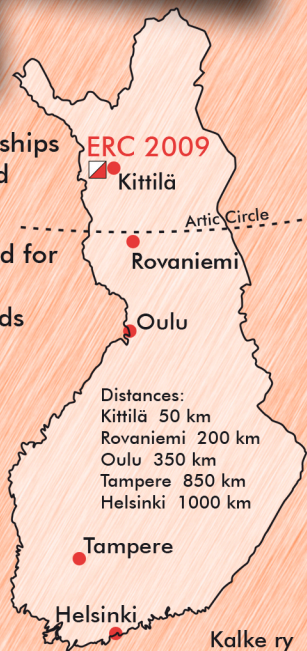 ships
ERC 2009
d
Kittilä
Artic Circle
d for
Rovaniemi
ds
Oulu
Distances:
Kittilä 50 km
Rovaniemi 200 km
Oulu 350 km
Tampere 850 km
Helsinki 1000 km
Tampere
Helsinki
Kalke ry